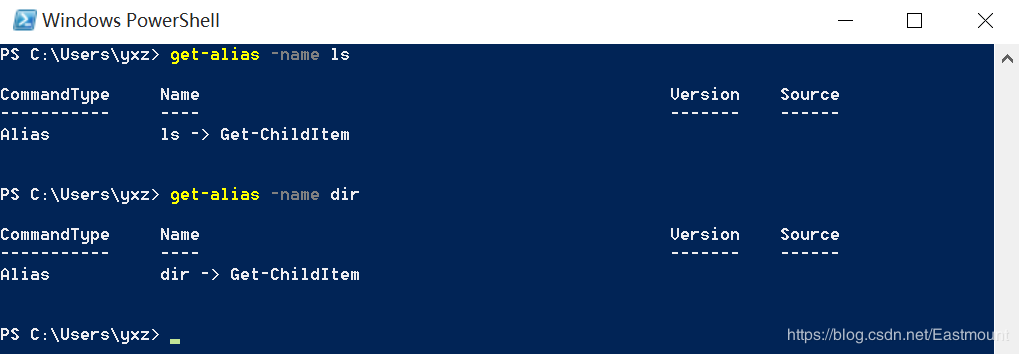 Windows PowerShell
PS C:\Users\yxz> get-alias -name ls
CommandType     Name                                               Version    Source
-----------     ----                                               -------    ------
Alias           ls -> Get-ChildItem
PS C:\Users\yxz> get-alias -name dir
CommandType     Name                                               Version    Source
-----------     ----                                               -------    ------
Alias           dir -> Get-ChildItem
PS C:\Users\yxz>
https://blog.csdn.net/Eastmount